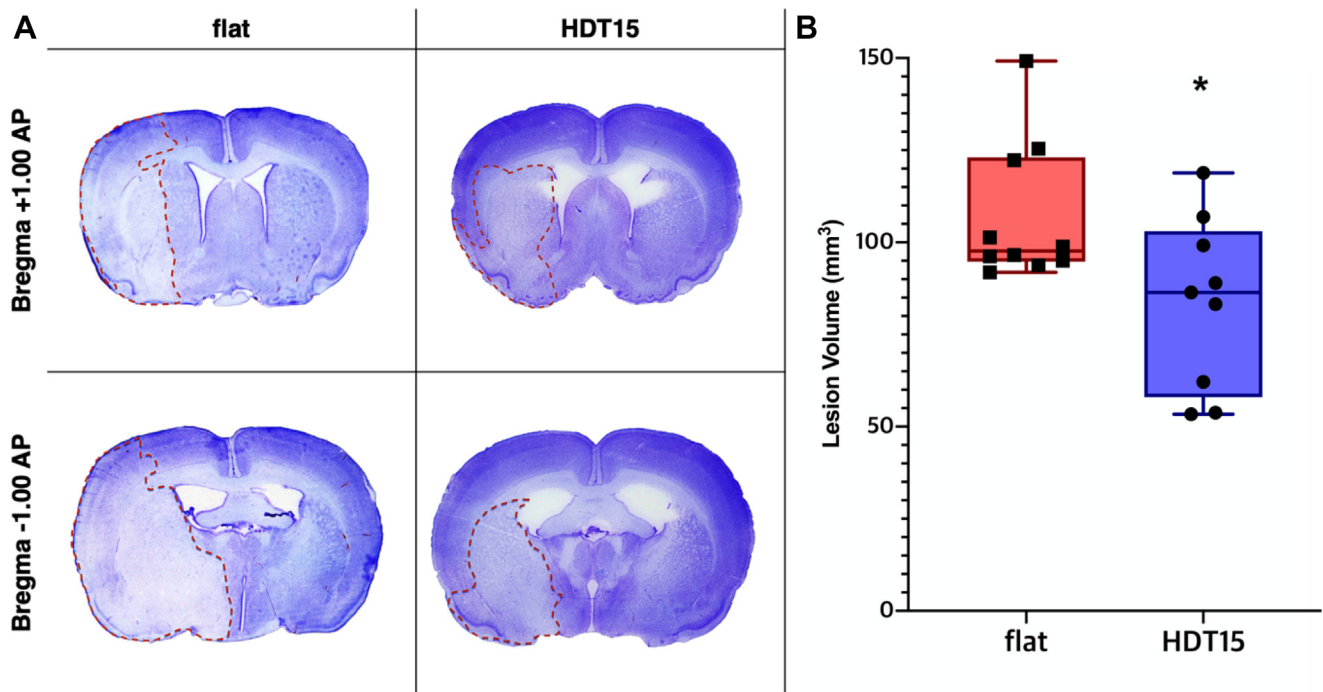 A
flat
HDT15
Bregma +1.00 AP
Bregma -1.00 AP
B
Lesion Volume (mm³)
150
100
50
0
*
flat
HDT15